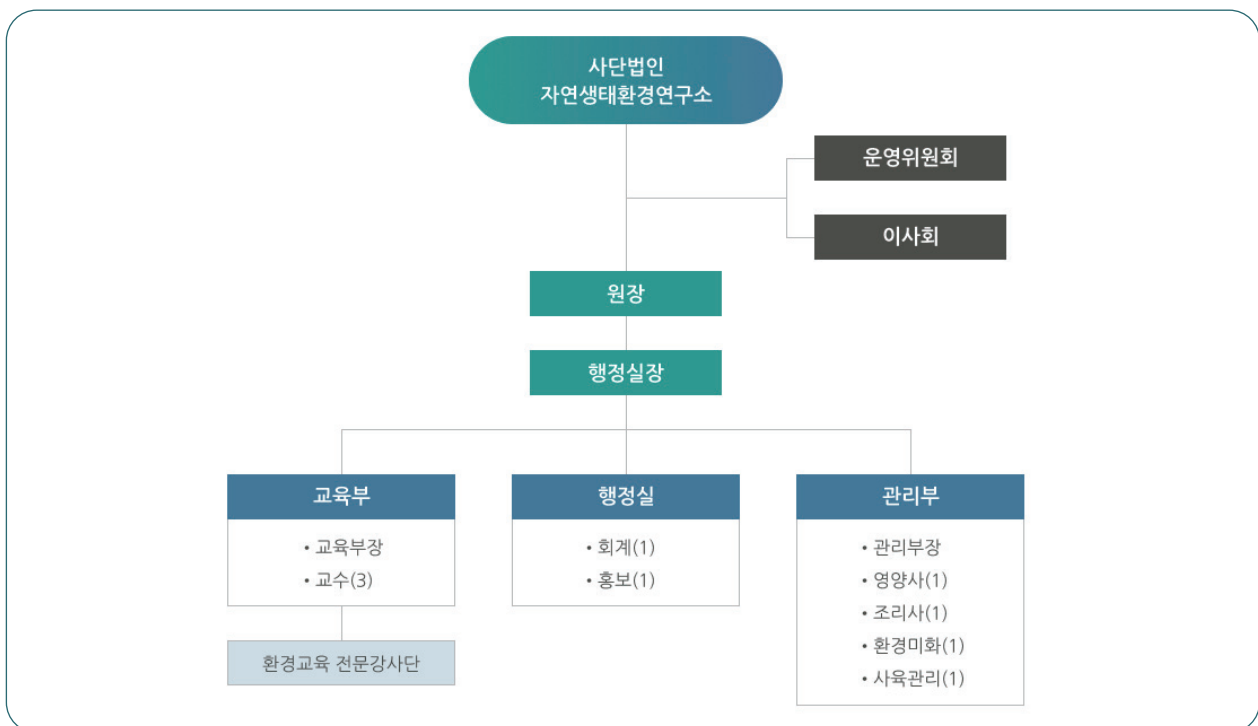 사단법인
자연생태환경연구소
운영위원회
이사회
원장
행정실장
교육부
• 교육부장
• 교수(3)
환경교육 전문강사단
행정실
• 회계(1)
• 홍보(1)
관리부
• 관리부장
• 영양사(1)
• 조리사(1)
• 환경미화(1)
• 사육관리(1)